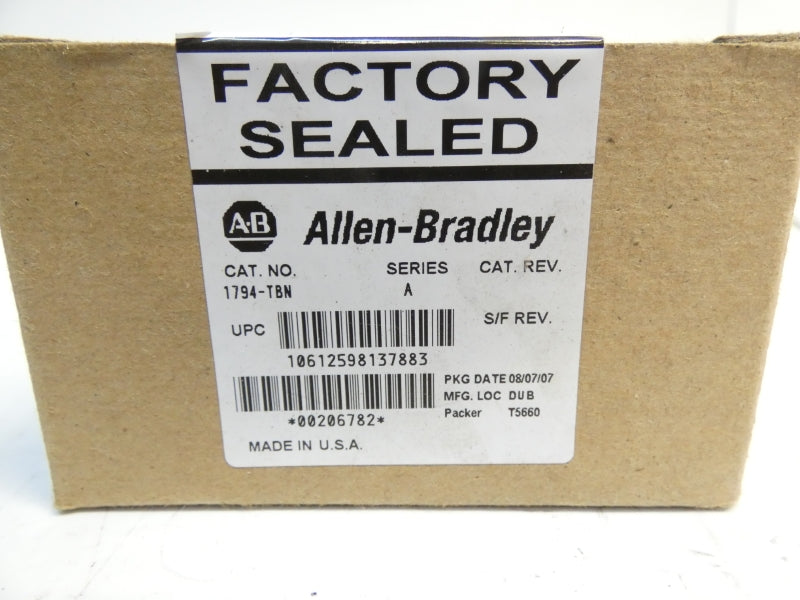 FACTORY
SEALED
A·B Allen-Bradley
CAT. NO. SERIES CAT. REV.
1794-TBN A
UPC S/F REV.
10612598137883
PKG DATE 08/07/07
MFG. LOC DUB
*00206782* Packer T5660
MADE IN U.S.A.